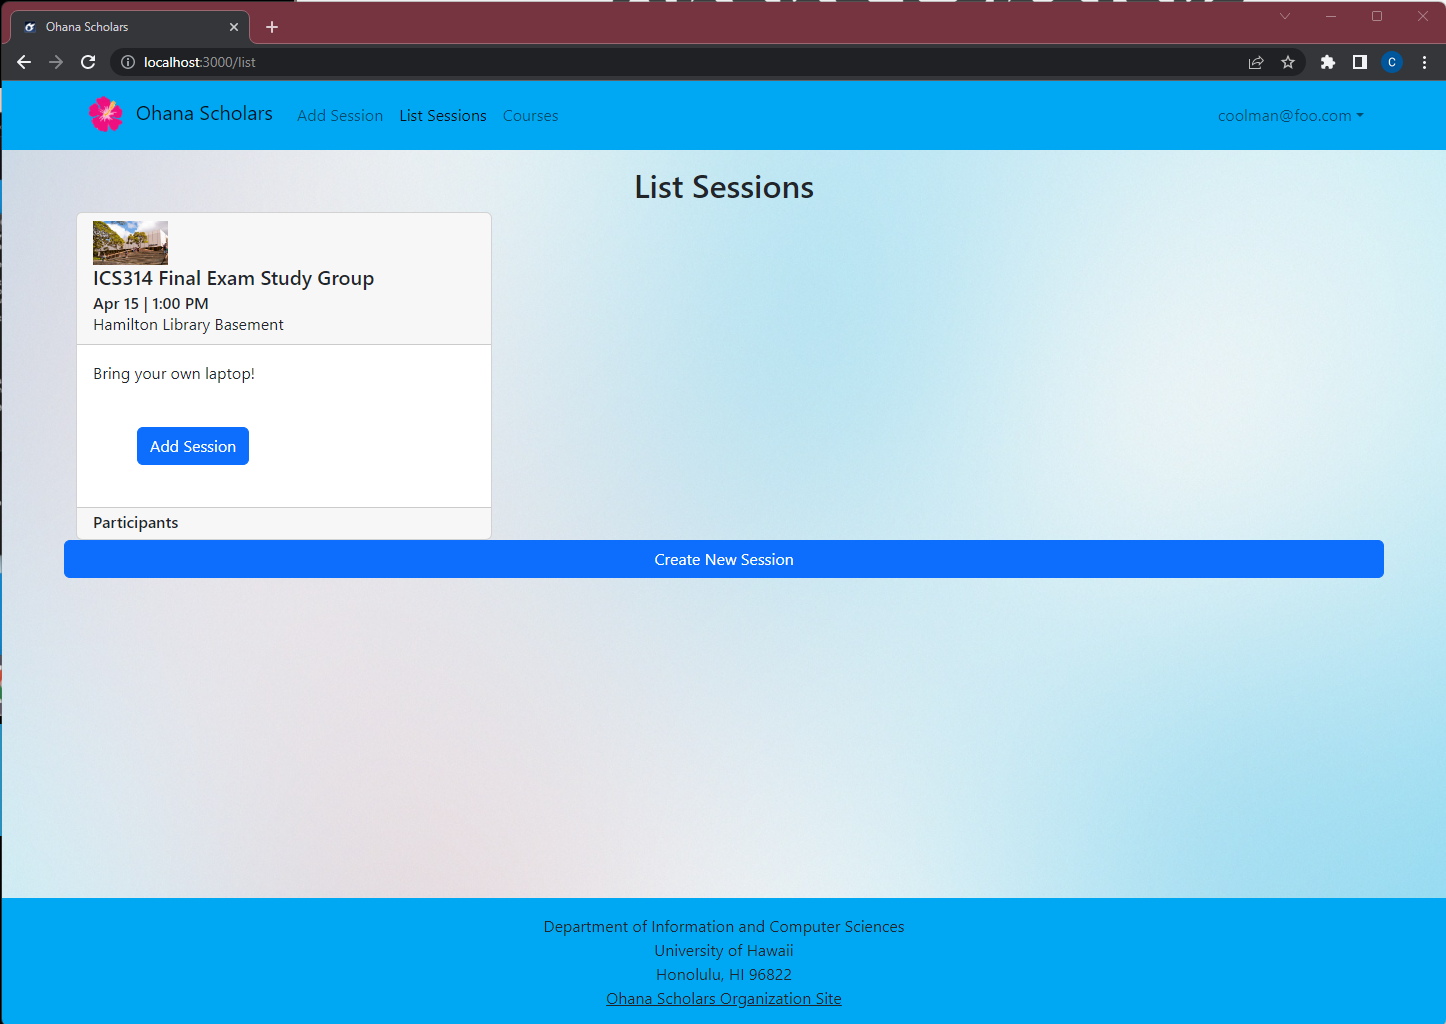 Ohana Scholars
localhost:3000/list
C
Ohana Scholars Add Session List Sessions Courses coolman@foo.com
List Sessions
ICS314 Final Exam Study Group
Apr 15 | 1:00 PM
Hamilton Library Basement
Bring your own laptop!
Add Session
Participants
Create New Session
Department of Information and Computer Sciences
University of Hawaii
Honolulu, HI 96822
Ohana Scholars Organization Site